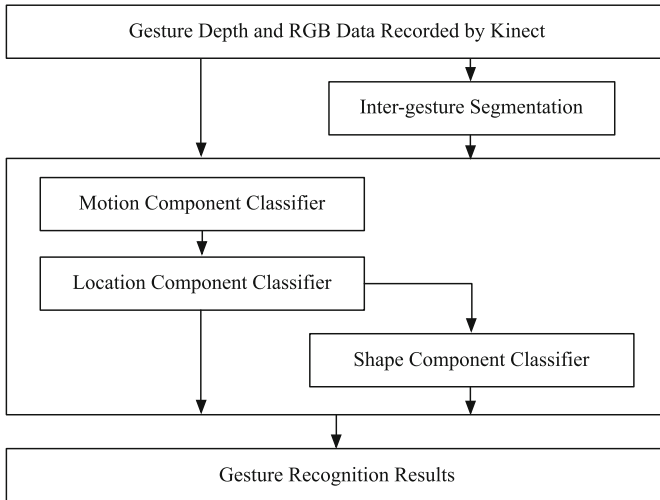 Gesture Depth and RGB Data Recorded by Kinect
Inter-gesture Segmentation
Motion Component Classifier
Location Component Classifier
Shape Component Classifier
Gesture Recognition Results